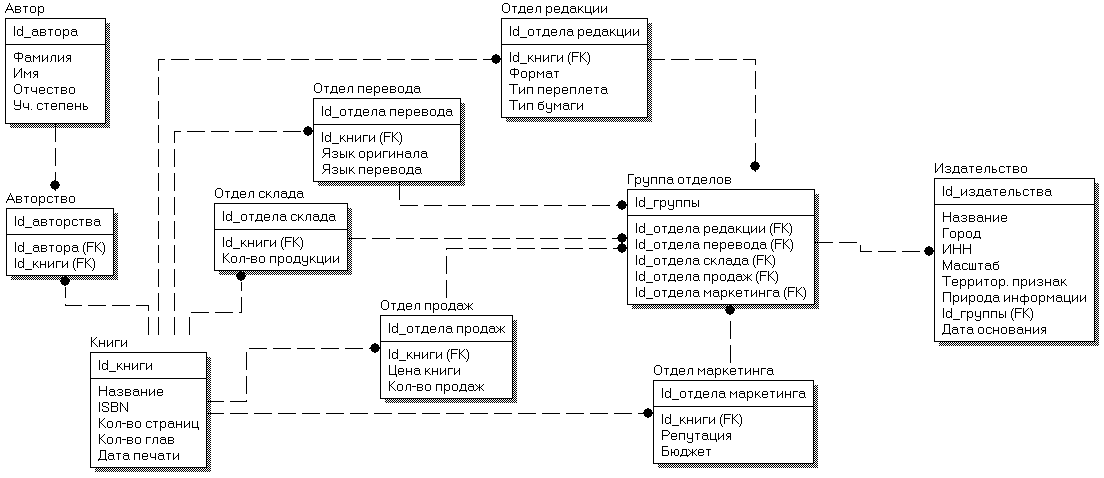 Автор
Id_автора
Фамилия
Имя
Отчество
Уч. степень
Отдел редакции
Id_отдела редакции
Id_книги (FK)
Формат
Тип переплета
Тип бумаги
Отдел перевода
Id_отдела перевода
Id_книги (FK)
Язык оригинала
Язык перевода
Авторство
Id_авторства
Id_автора (FK)
Id_книги (FK)
Отдел склада
Id_отдела склада
Id_книги (FK)
Кол-во продукции
Группа отделов
Id_группы
Id_отдела редакции (FK)
Id_отдела перевода (FK)
Id_отдела склада (FK)
Id_отдела продаж (FK)
Id_отдела маркетинга (FK)
Издательство
Id_издательства
Название
Город
ИНН
Масштаб
Территор. признак
Природа информации
Id_группы (FK)
Дата основания
Отдел продаж
Id_отдела продаж
Id_книги (FK)
Цена книги
Кол-во продаж
Книги
Id_книги
Название
ISBN
Кол-во страниц
Кол-во глав
Дата печати
Отдел маркетинга
Id_отдела маркетинга
Id_книги (FK)
Репутация
Бюджет